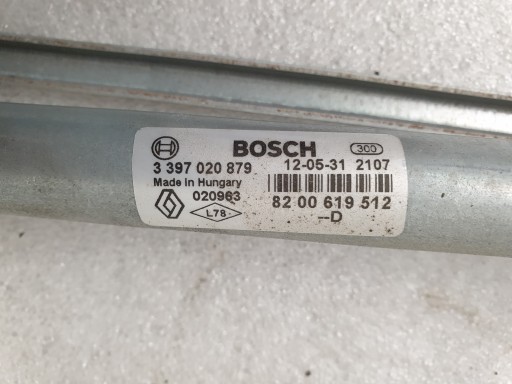 BOSCH 300
3 397 020 879 12-05-31 2107
Made in Hungary
020963
L78 82 00 619 512
--D